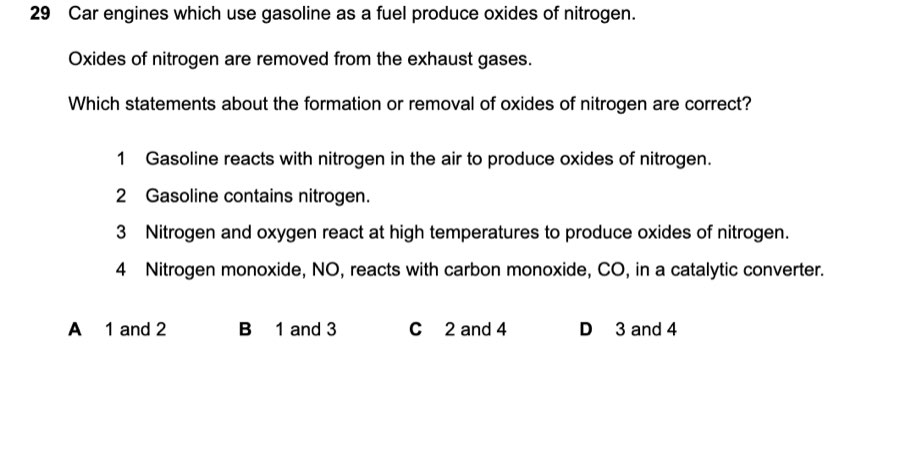 29 Car engines which use gasoline as a fuel produce oxides of nitrogen.
Oxides of nitrogen are removed from the exhaust gases.
Which statements about the formation or removal of oxides of nitrogen are correct?
1 Gasoline reacts with nitrogen in the air to produce oxides of nitrogen.
2 Gasoline contains nitrogen.
3 Nitrogen and oxygen react at high temperatures to produce oxides of nitrogen.
4 Nitrogen monoxide, NO, reacts with carbon monoxide, CO, in a catalytic converter.
A 1 and 2 B 1 and 3 C 2 and 4 D 3 and 4